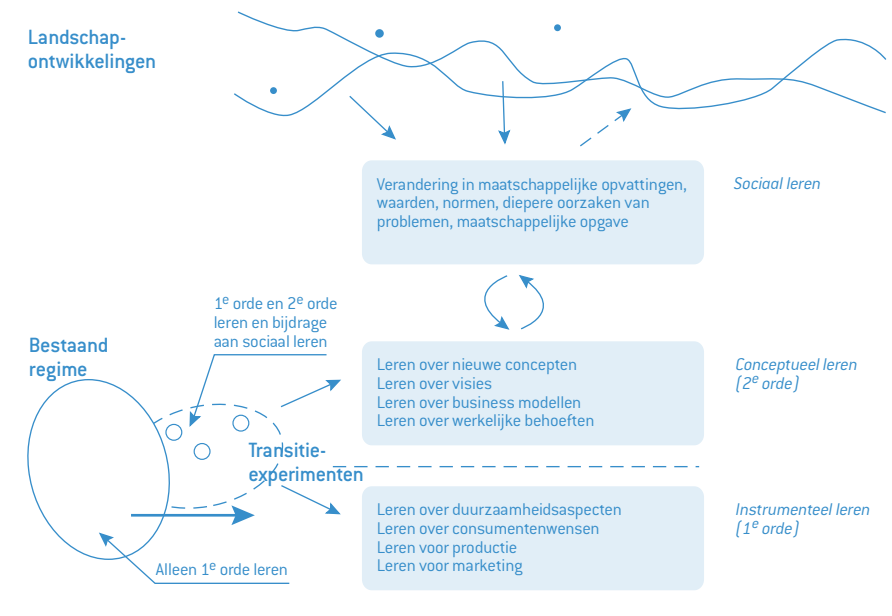 Landschap-
ontwikkelingen
Verandering in maatschappelijke opvattingen,
waarden, normen, diepere oorzaken van
problemen, maatschappelijke opgave
Sociaal leren
1e orde en 2e orde
leren en bijdrage
aan sociaal leren
Bestaand
regime
Leren over nieuwe concepten
Leren over visies
Leren over business modellen
Leren over werkelijke behoeften
Conceptueel leren
(2e orde)
Transitie-
experimenten
Leren over duurzaamheidsaspecten
Leren over consumentenwensen
Leren voor productie
Leren voor marketing
Instrumenteel leren
(1e orde)
Alleen 1e orde leren